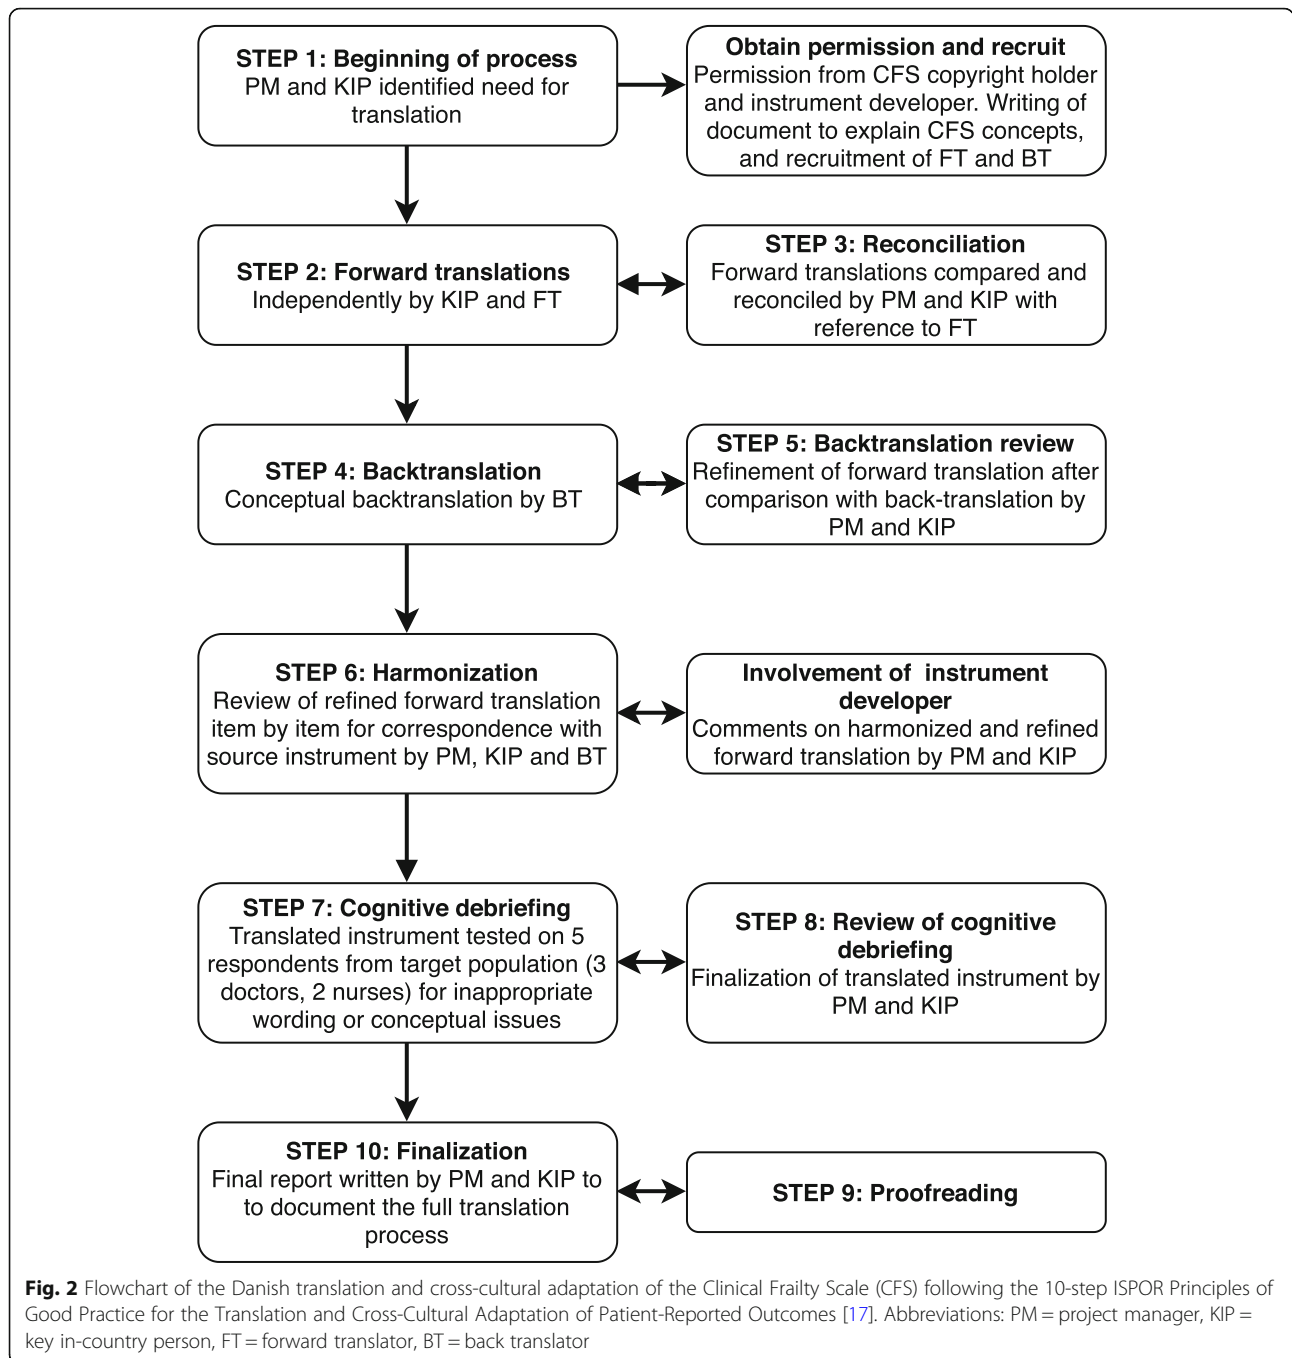 STEP 1: Beginning of process
PM and KIP identified need for
translation
Obtain permission and recruit
Permission from CFS copyright holder
and instrument developer. Writing of
document to explain CFS concepts,
and recruitment of FT and BT
STEP 2: Forward translations
Independently by KIP and FT
STEP 3: Reconciliation
Forward translations compared and
reconciled by PM and KIP with
reference to FT
STEP 4: Backtranslation
Conceptual backtranslation by BT
STEP 5: Backtranslation review
Refinement of forward translation after
comparison with back-translation by
PM and KIP
STEP 6: Harmonization
Review of refined forward translation
item by item for correspondence with
source instrument by PM, KIP and BT
Involvement of instrument
developer
Comments on harmonized and refined
forward translation by PM and KIP
STEP 7: Cognitive debriefing
Translated instrument tested on 5
respondents from target population (3
doctors, 2 nurses) for inappropriate
wording or conceptual issues
STEP 8: Review of cognitive
debriefing
Finalization of translated instrument by
PM and KIP
STEP 10: Finalization
Final report written by PM and KIP to
to document the full translation
process
STEP 9: Proofreading
Fig. 2 Flowchart of the Danish translation and cross-cultural adaptation of the Clinical Frailty Scale (CFS) following the 10-step ISPOR Principles of
Good Practice for the Translation and Cross-Cultural Adaptation of Patient-Reported Outcomes [17]. Abbreviations: PM = project manager, KIP =
key in-country person, FT = forward translator, BT = back translator